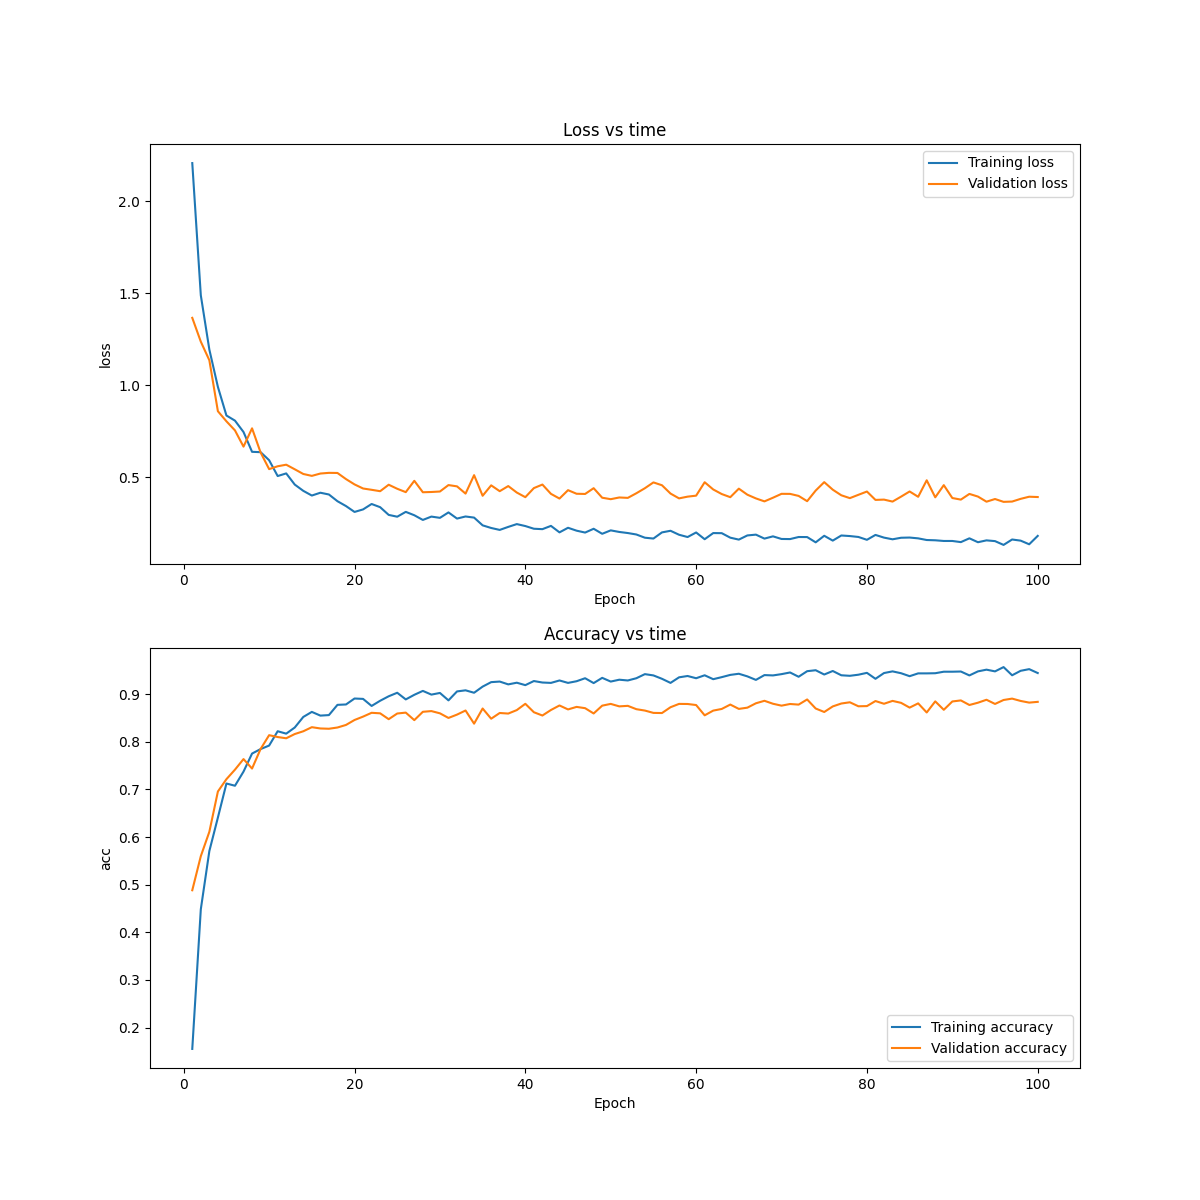 Loss vs time
Training loss
Validation loss
2.0
1.5
1.0
0.5
loss
0 20 40 60 80 100
Epoch
Accuracy vs time
0.9
0.8
0.7
0.6
0.5
0.4
0.3
0.2
acc
Training accuracy
Validation accuracy
0 20 40 60 80 100
Epoch